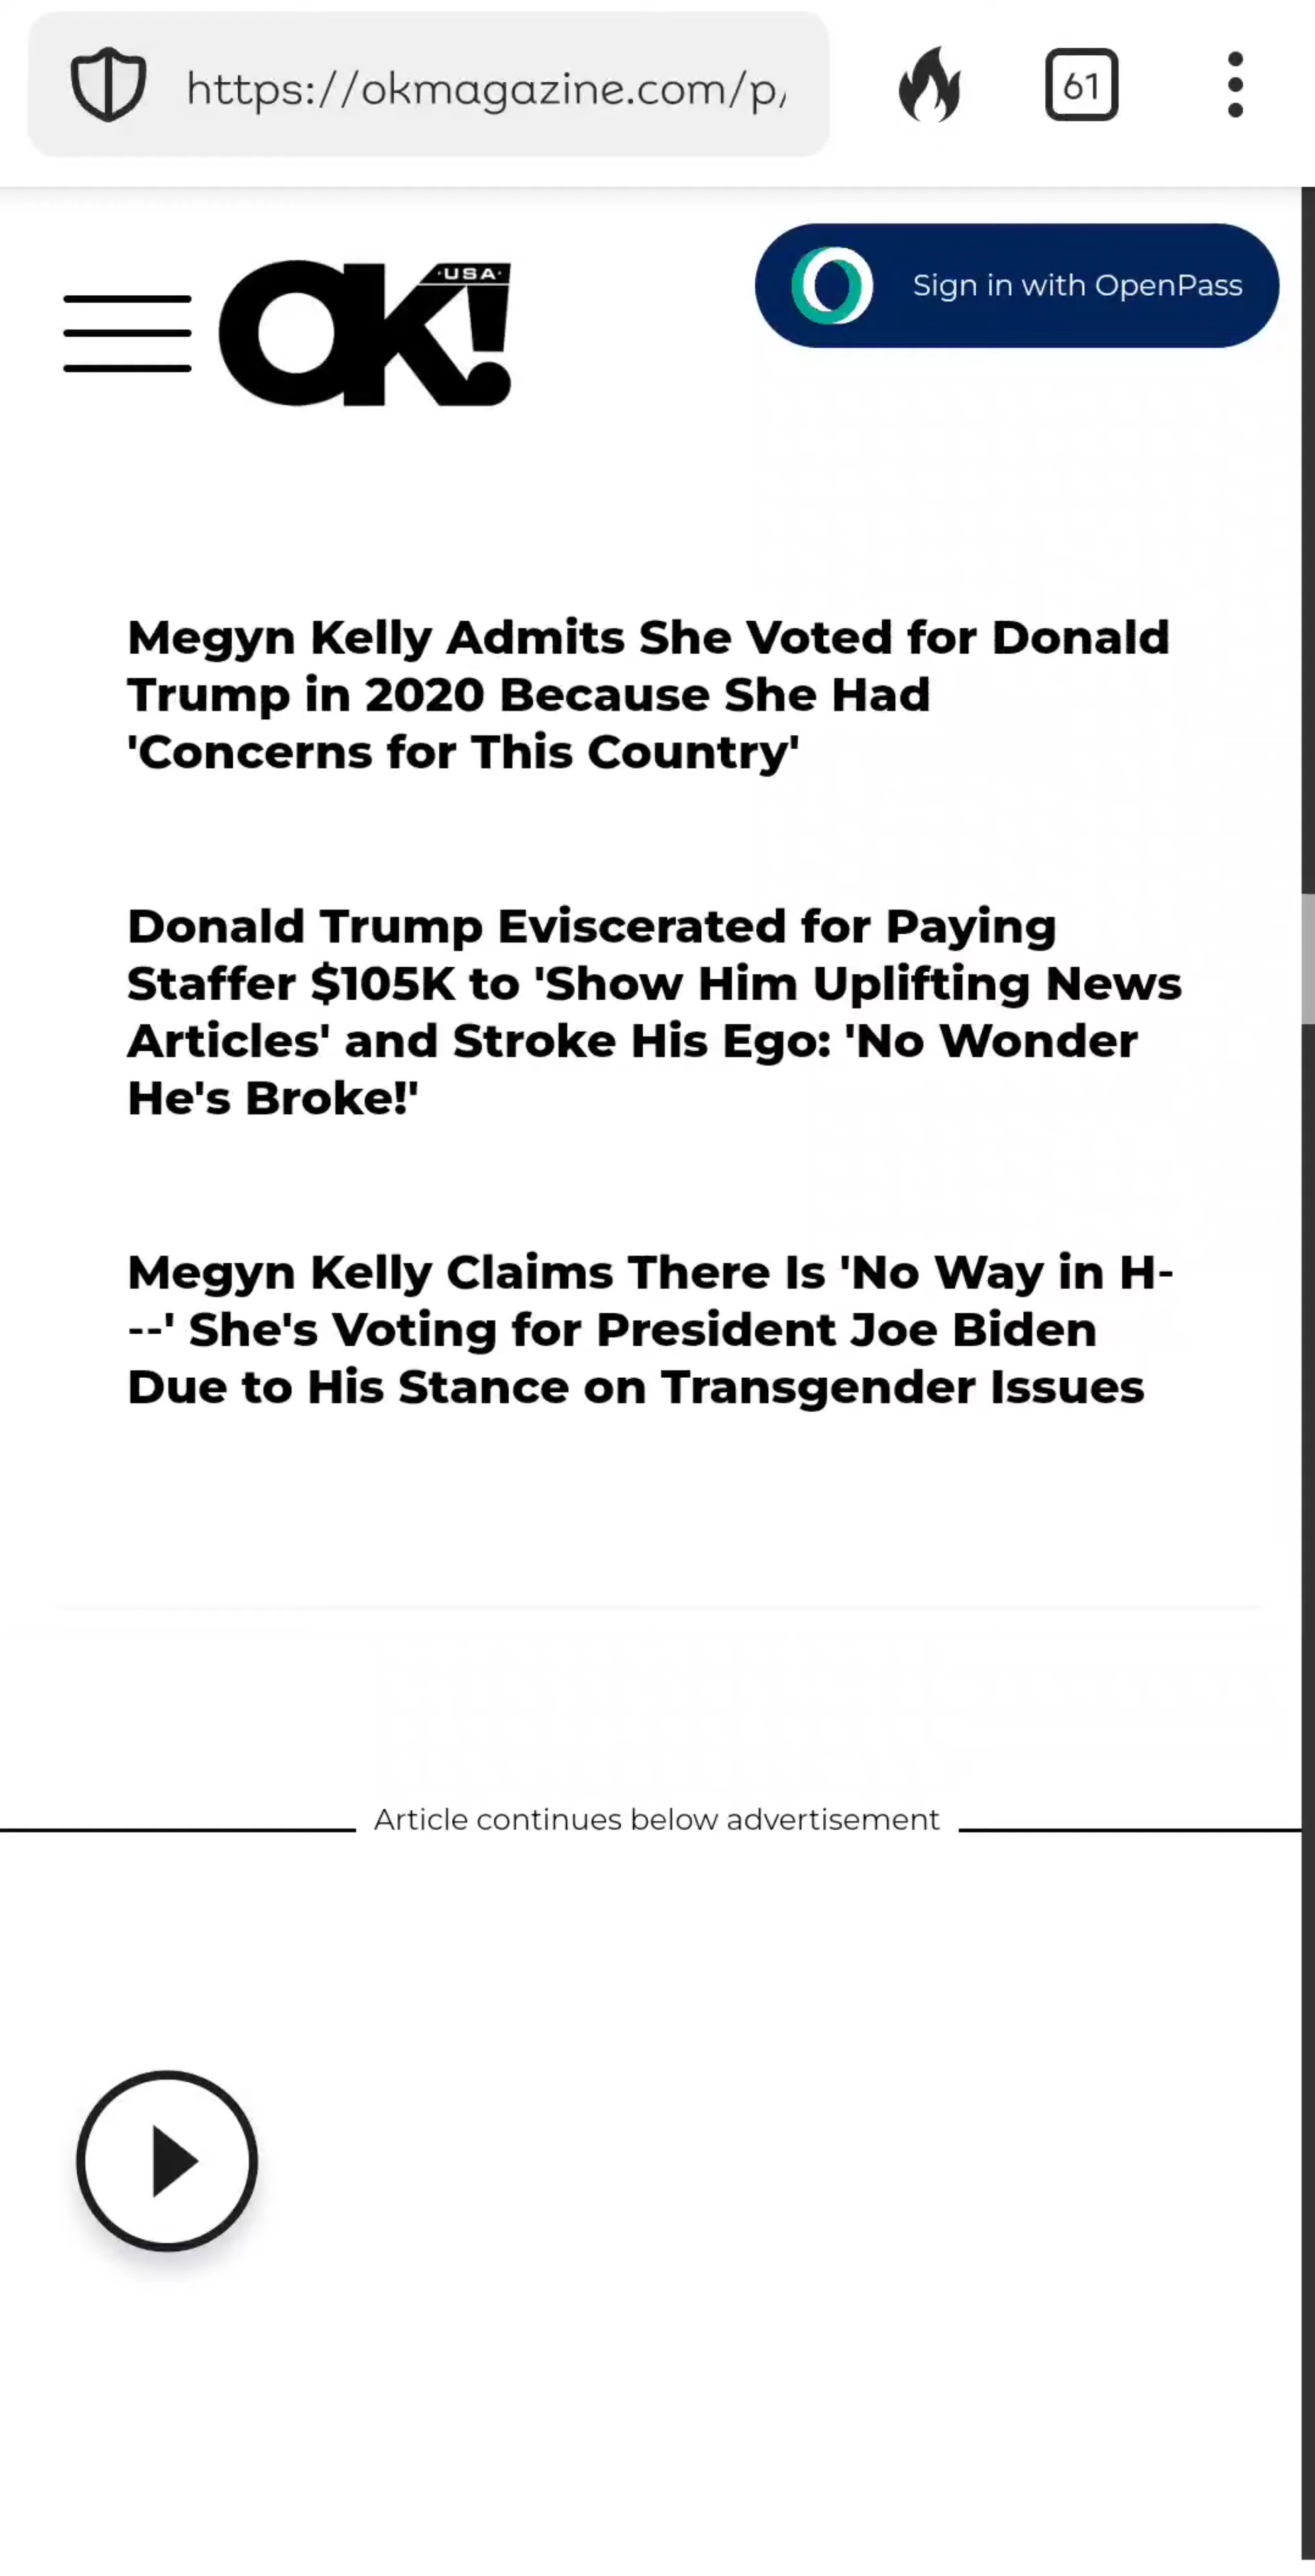 https://okmagazine.com/p/
61
OK!
·USA·
Sign in with OpenPass
Megyn Kelly Admits She Voted for Donald
Trump in 2020 Because She Had
'Concerns for This Country'
Donald Trump Eviscerated for Paying
Staffer $105K to 'Show Him Uplifting News
Articles' and Stroke His Ego: 'No Wonder
He's Broke!'
Megyn Kelly Claims There Is 'No Way in H-
--' She's Voting for President Joe Biden
Due to His Stance on Transgender Issues
Article continues below advertisement